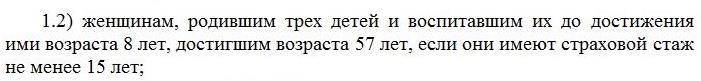 1.2) женщинам, родившим трех детей и воспитавшим их до достижения
ими возраста 8 лет, достигшим возраста 57 лет, если они имеют страховой стаж
не менее 15 лет;